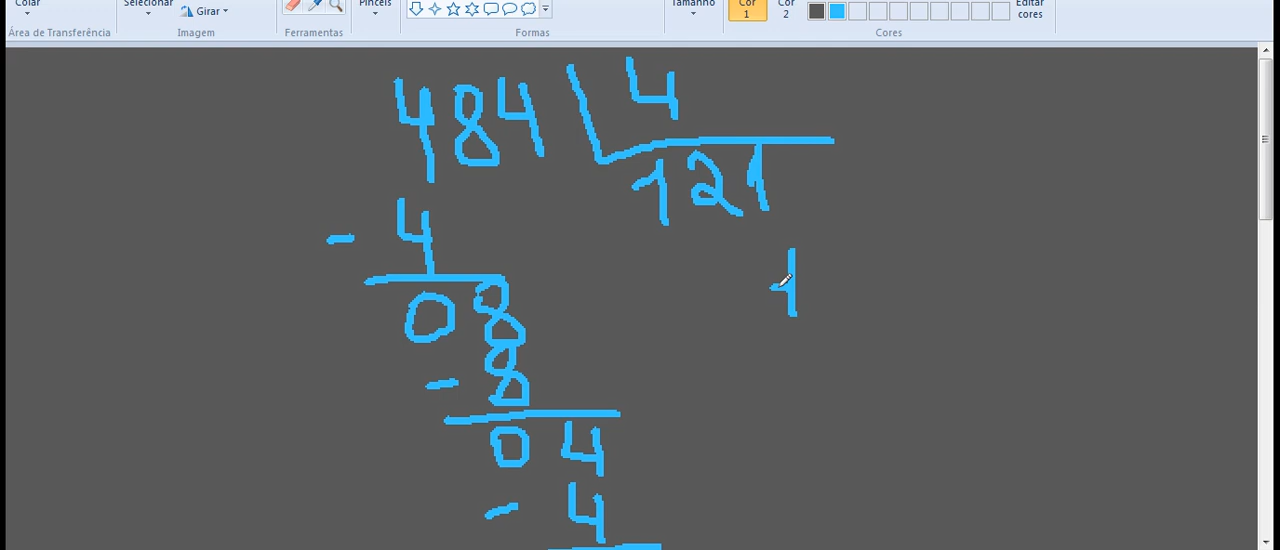 Colar
Selecionar
Girar
Pincéis
Tamanho
Cor 1
Cor 2
Editar cores
Área de Transferência
Imagem
Ferramentas
Formas
Cores
484 4
121
- 4
08
- 8
04
- 4